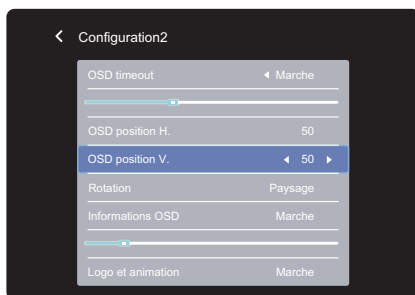 Configuration2
OSD timeout Marche
OSD position H. 50
OSD position V. 50
Rotation Paysage
Informations OSD Marche
Logo et animation Marche